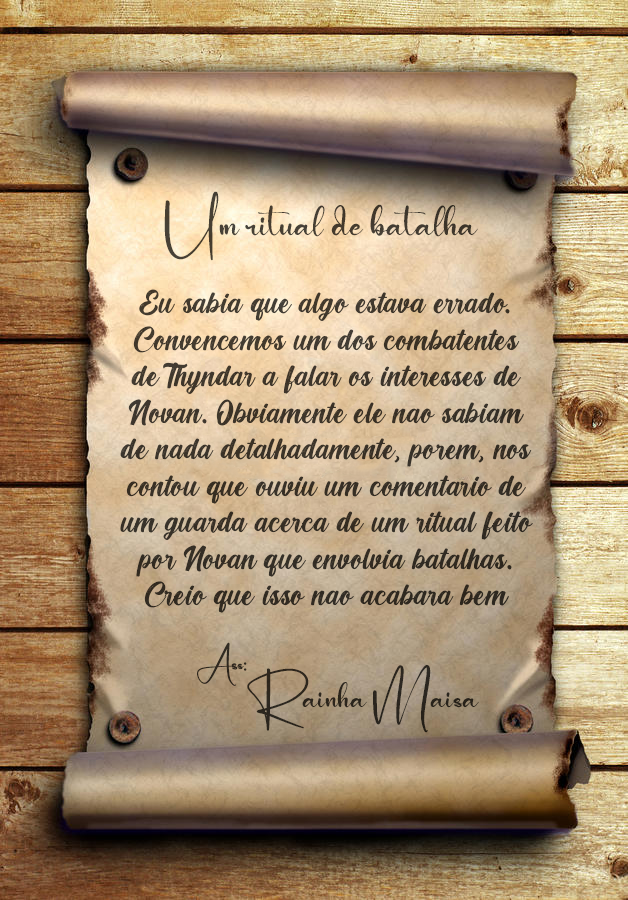 Um ritual de batalha
Eu sabia que algo estava errado.
Convencemos um dos combatentes
de Thyndar a falar os interesses de
Novan. Obviamente ele nao sabiam
de nada detalhadamente, porem, nos
contou que ouviu um comentario de
um guarda acerca de um ritual feito
por Novan que envolvia batalhas.
Creio que isso nao acabara bem
Ass:
Rainha Maisa